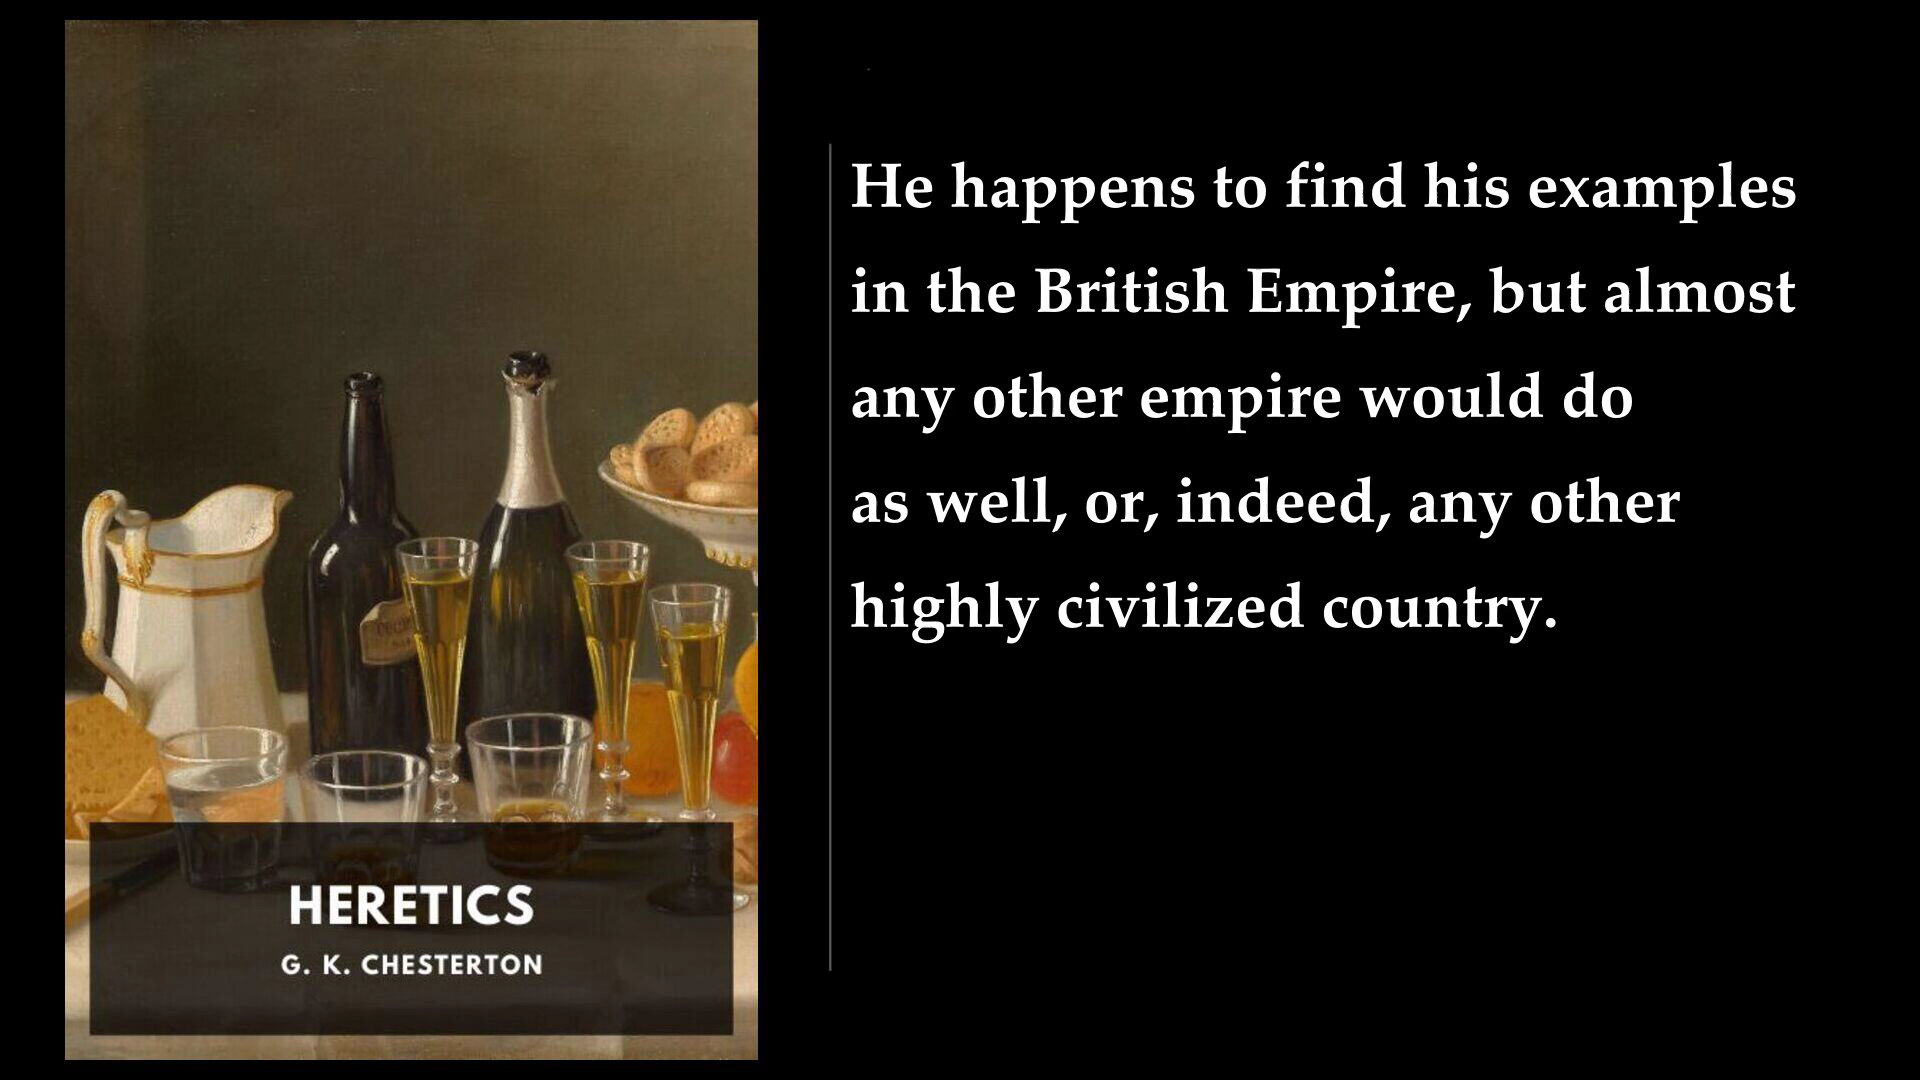 He happens to find his examples
in the British Empire, but almost
any other empire would do
as well, or, indeed, any other
highly civilized country.
HERETICS
G. K. CHESTERTON